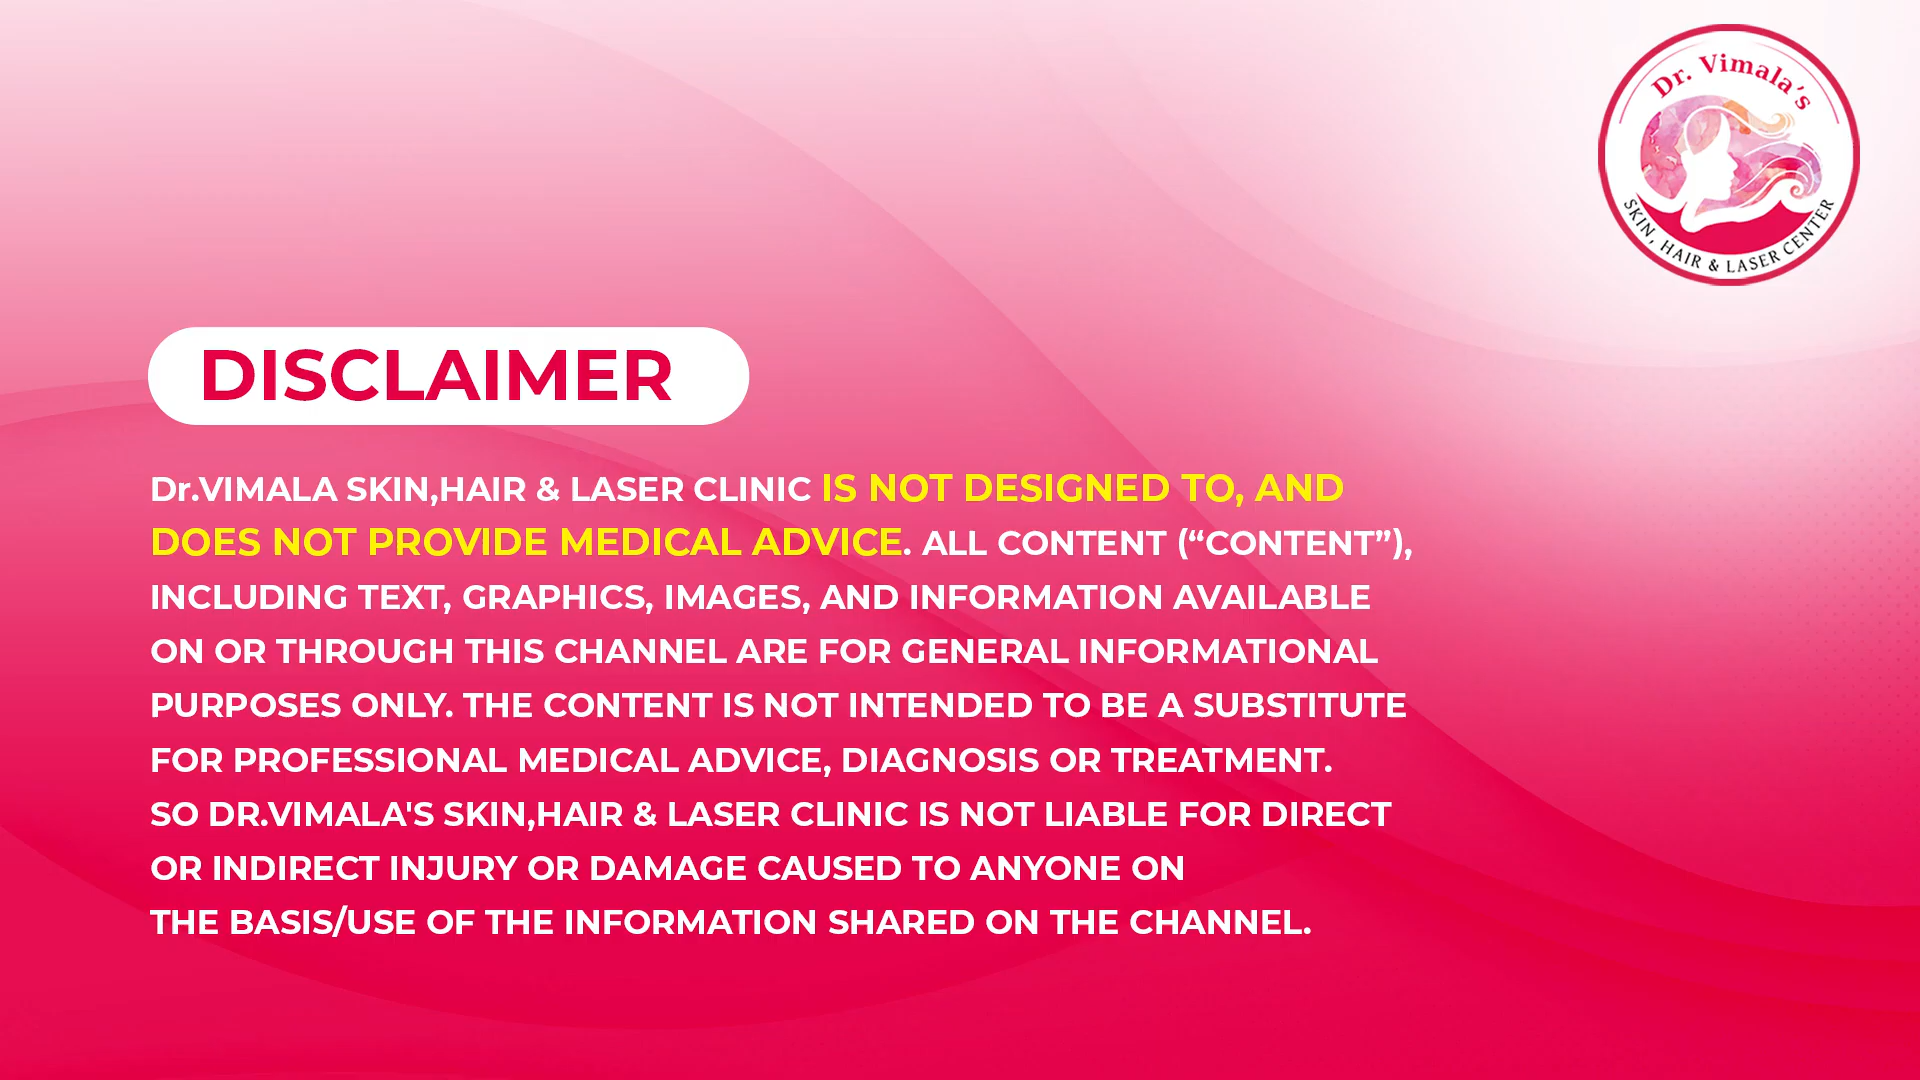 Dr. Vimala's
SKIN, HAIR & LASER CENTER
DISCLAIMER
Dr.VIMALA SKIN,HAIR & LASER CLINIC IS NOT DESIGNED TO, AND
DOES NOT PROVIDE MEDICAL ADVICE. ALL CONTENT (“CONTENT”),
INCLUDING TEXT, GRAPHICS, IMAGES, AND INFORMATION AVAILABLE
ON OR THROUGH THIS CHANNEL ARE FOR GENERAL INFORMATIONAL
PURPOSES ONLY. THE CONTENT IS NOT INTENDED TO BE A SUBSTITUTE
FOR PROFESSIONAL MEDICAL ADVICE, DIAGNOSIS OR TREATMENT.
SO DR.VIMALA'S SKIN,HAIR & LASER CLINIC IS NOT LIABLE FOR DIRECT
OR INDIRECT INJURY OR DAMAGE CAUSED TO ANYONE ON
THE BASIS/USE OF THE INFORMATION SHARED ON THE CHANNEL.